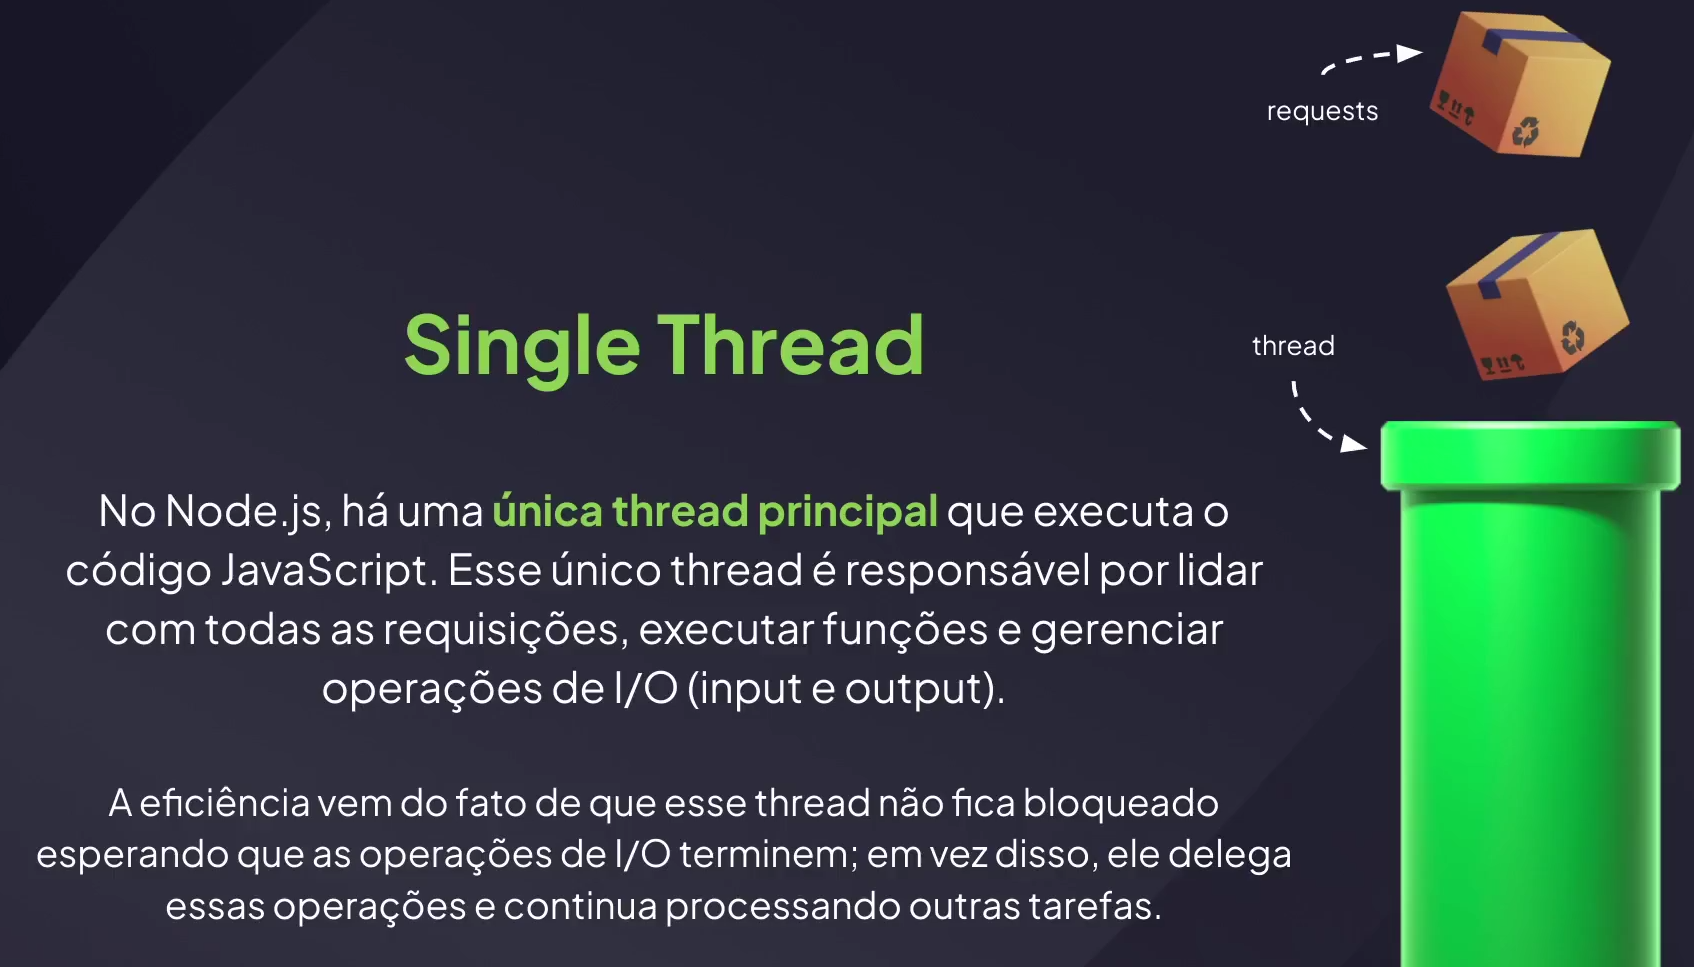 requests
Single Thread
thread
No Node.js, há uma única thread principal que executa o
código JavaScript. Esse único thread é responsável por lidar
com todas as requisições, executar funções e gerenciar
operações de I/O (input e output).
A eficiência vem do fato de que esse thread não fica bloqueado
esperando que as operações de I/O terminem; em vez disso, ele delega
essas operações e continua processando outras tarefas.